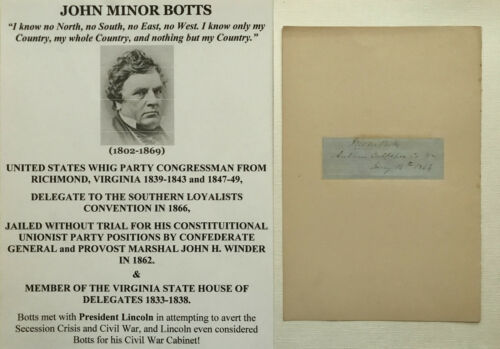 JOHN MINOR BOTTS
“I know no North, no South, no East, no West. I know only my
Country, my whole Country, and nothing but my Country.”
(1802-1869)
UNITED STATES WHIG PARTY CONGRESSMAN FROM
RICHMOND, VIRGINIA 1839-1843 and 1847-49,
DELEGATE TO THE SOUTHERN LOYALISTS
CONVENTION IN 1866,
JAILED WITHOUT TRIAL FOR HIS CONSTITUITIONAL
UNIONIST PARTY POSITIONS BY CONFEDERATE
GENERAL and PROVOST MARSHAL JOHN H. WINDER
IN 1862.
&
MEMBER OF THE VIRGINIA STATE HOUSE OF
DELEGATES 1833-1838.
Botts met with President Lincoln in attempting to avert the
Secession Crisis and Civil War, and Lincoln even considered
Botts for his Civil War Cabinet!